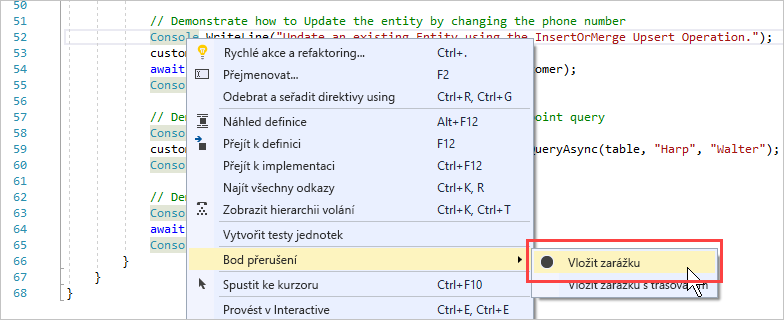 50
51 // Demonstrate how to Update the entity by changing the phone number
52 Console.WriteLine("Update an existing Entity using the InsertOrMerge Upsert Operation.");
53 custom
54 await omer);
55 Conso
56
57 // De oint query
58 Conso
59 custom ueryAsync(table, "Harp", "Walter");
60 Conso
61
62
63 // De
64 Conso
65 await
65 Conso
66 }
67 }
68 }
Rychlé akce a refaktoring... Ctrl+.
Přejmenovat... F2
Odebrat a seřadit direktivy using Ctrl+R, Ctrl+G
Náhled definice Alt+F12
Přejít k definici F12
Přejít k implementaci Ctrl+F12
Najít všechny odkazy Ctrl+K, R
Zobrazit hierarchii volání Ctrl+K, Ctrl+T
Vytvořit testy jednotek
Bod přerušení
Spustit ke kurzoru Ctrl+F10
Provést v Interactive Ctrl+E, Ctrl+E
Vložit zarážku
Vložit zarážku s